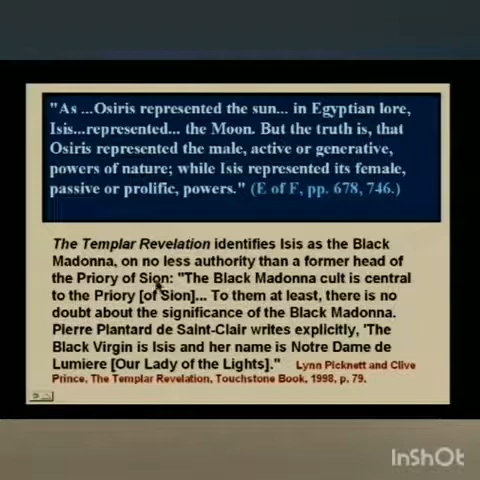 "As ...Osiris represented the sun... in Egyptian lore,
Isis...represented... the Moon. But the truth is, that
Osiris represented the male, active or generative,
powers of nature; while Isis represented its female,
passive or prolific, powers." (E of F, pp. 678, 746.)
The Templar Revelation identifies Isis as the Black
Madonna, on no less authority than a former head of
the Priory of Sion: "The Black Madonna cult is central
to the Priory [of Sion]... To them at least, there is no
doubt about the significance of the Black Madonna.
Pierre Plantard de Saint-Clair writes explicitly, 'The
Black Virgin is Isis and her name is Notre Dame de
Lumiere [Our Lady of the Lights]." Lynn Picknett and Clive
Prince, The Templar Revelation, Touchstone Book, 1998, p. 79.
InShOt